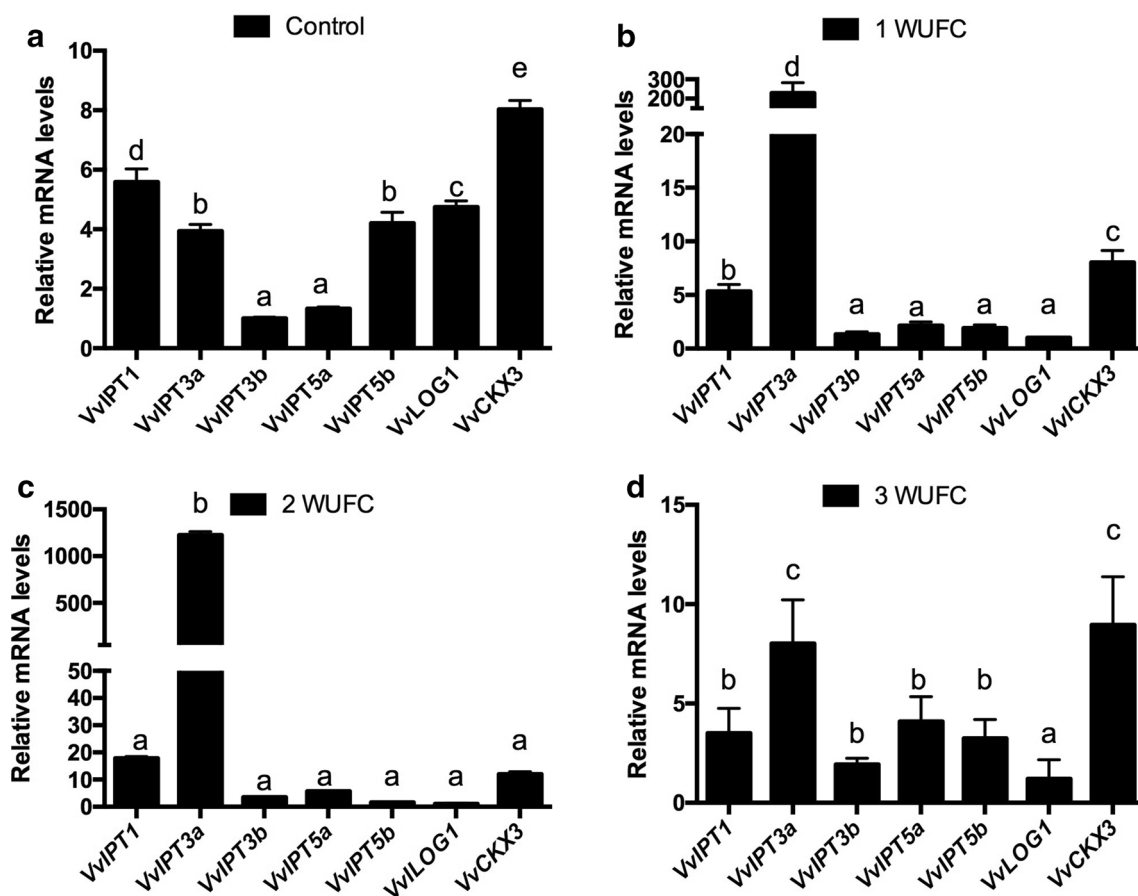 a
Control
Relative mRNA levels
10
8
6
4
2
0
d
b
a
a
b
c
e
VvIPT1
VvIPT3a
VvIPT3b
VvIPT5a
VvIPT5b
VvLOG1
VvCKX3
b
1 WUFC
Relative mRNA levels
300
200
20
15
10
5
0
b
d
a
a
a
a
c
VvIPT1
VvIPT3a
VvIPT3b
VvIPT5a
VvIPT5b
VvLOG1
VvICKX3
c
2 WUFC
Relative mRNA levels
1500
1000
500
50
40
30
20
10
0
a
b
a
a
a
a
a
VvIPT1
VvIPT3a
VvIPT3b
VvIPT5a
VvIPT5b
VvILOG1
VvCKX3
d
3 WUFC
Relative mRNA levels
15
10
5
0
b
c
b
b
b
a
c
VvIPT1
VvIPT3a
VvIPT3b
VvIPT5a
VvIPT5b
VvLOG1
VvCKX3